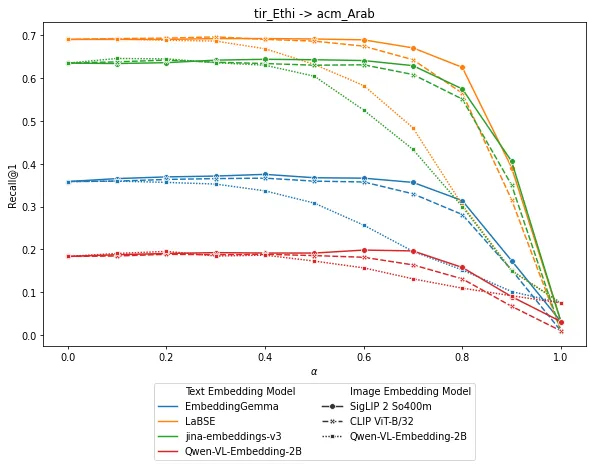 tir_Ethi -> acm_Arab
Recall@1
0.7
0.6
0.5
0.4
0.3
0.2
0.1
0.0
0.0 0.2 0.4 0.6 0.8 1.0
α
Text Embedding Model Image Embedding Model
EmbeddingGemma SigLIP 2 So400m
LaBSE CLIP ViT-B/32
jina-embeddings-v3 Qwen-VL-Embedding-2B
Qwen-VL-Embedding-2B